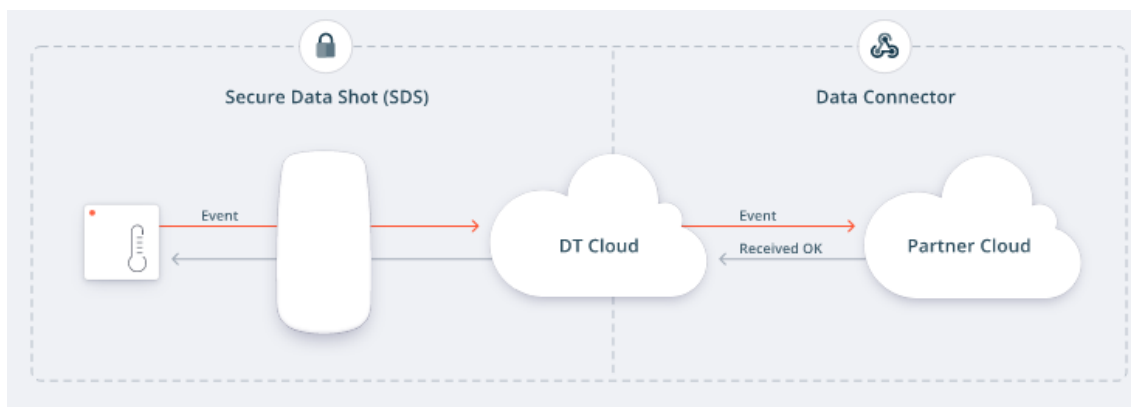 Secure Data Shot (SDS)
Data Connector
Event
Event
DT Cloud
Received OK
Partner Cloud